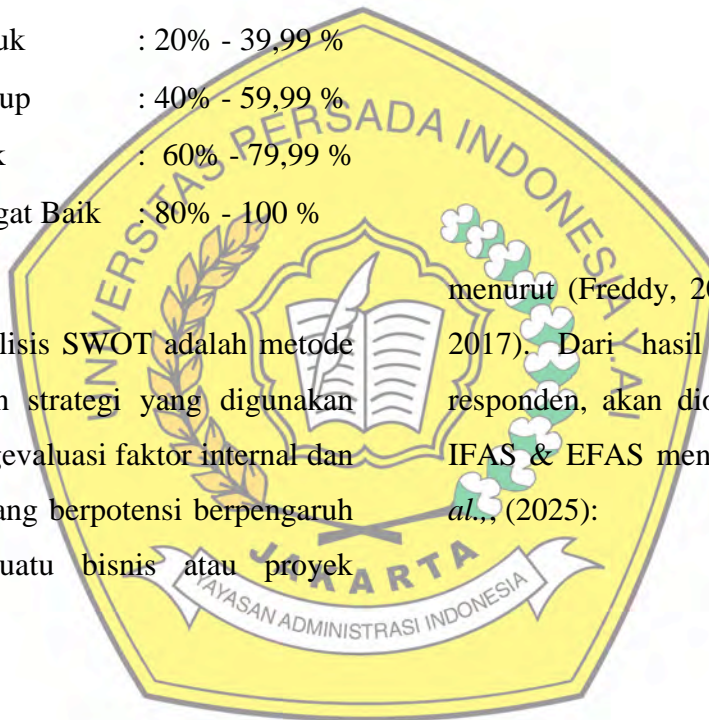 uk : 20% - 39,99 %
up : 40% - 59,99 %
k : 60% - 79,99 %
gat Baik : 80% - 100 %
lisis SWOT adalah metode
n strategi yang digunakan
gevaluasi faktor internal dan
ang berpotensi berpengaruh
uatu bisnis atau proyek
menurut (Freddy, 20
2017). Dari hasil
responden, akan dio
IFAS & EFAS men
al.,, (2025):
UNIVERSITAS PERSADA INDONESIA YAI
JAKARTA
YAYASAN ADMINISTRASI INDONESIA